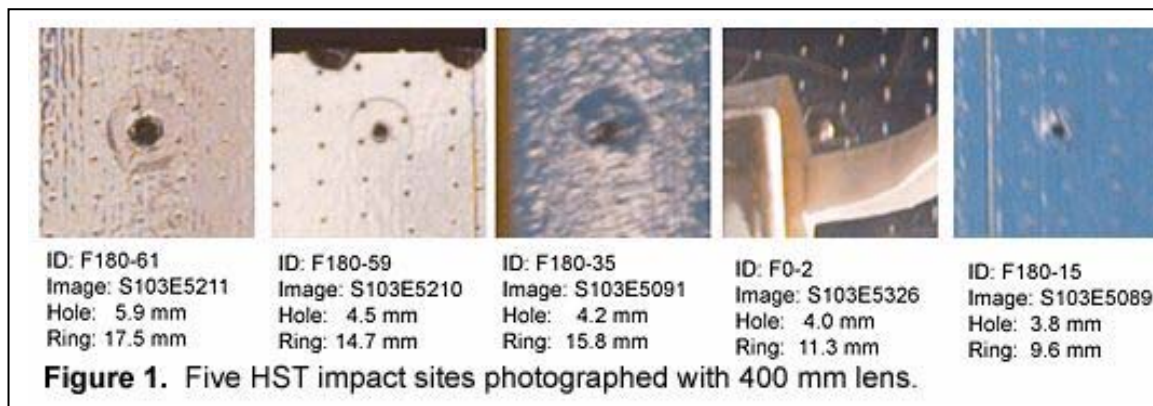 ID: F180-61
Image: S103E5211
Hole: 5.9 mm
Ring: 17.5 mm
ID: F180-59
Image: S103E5210
Hole: 4.5 mm
Ring: 14.7 mm
ID: F180-35
Image: S103E5091
Hole: 4.2 mm
Ring: 15.8 mm
ID: F0-2
Image: S103E5326
Hole: 4.0 mm
Ring: 11.3 mm
ID: F180-15
Image: S103E5089
Hole: 3.8 mm
Ring: 9.6 mm
Figure 1. Five HST impact sites photographed with 400 mm lens.